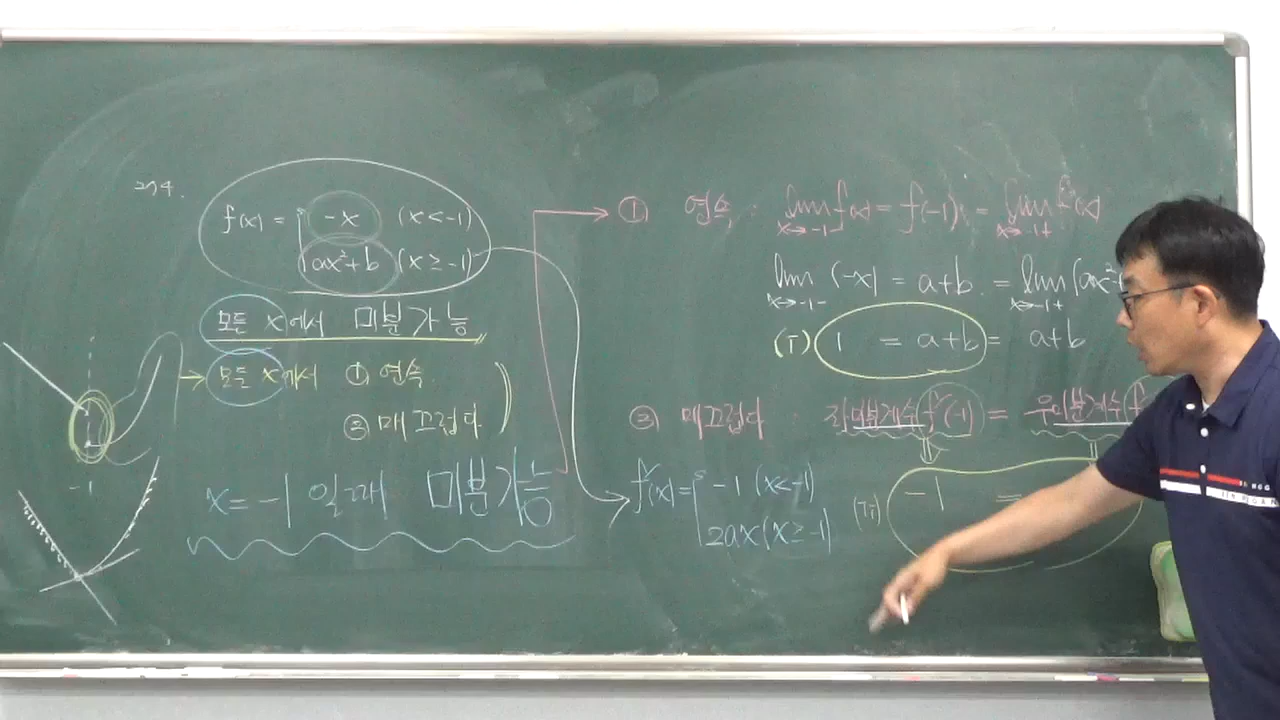 274.
f(x) = { -x (x < -1)
ax²+b (x ≥ -1)
모든 x에서 미분가능
모든 x에서 ① 연속
② 매끄럽다
x = -1 일때 미분가능
-1
① 연속 : lim x→-1- f(x) = f(-1) = lim x→-1+ f(x)
lim x→-1- (-x) = a+b = lim x→-1+ (ax²
(i) 1 = a+b = a+b
② 매끄럽다 : 좌미분계수 f'(-1) = 우미분계수 f'
f'(x) = { -1 (x < -1)
2ax (x ≥ -1)
(ii) -1 =